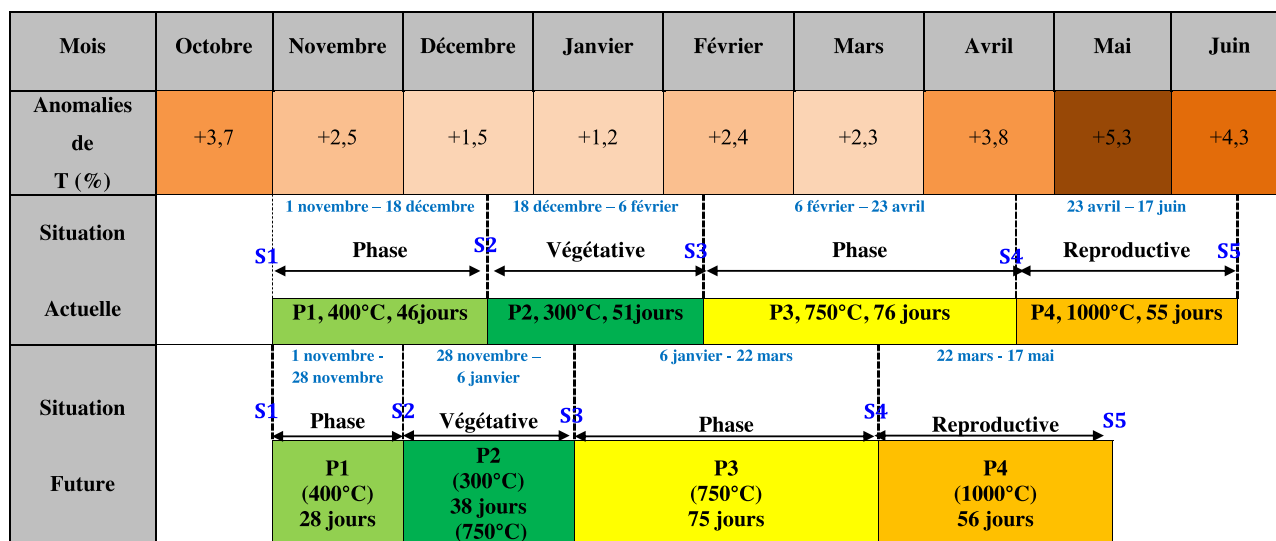 Mois Octobre Novembre Décembre Janvier Février Mars Avril Mai Juin
Anomalies
de
T (%)
+3,7 +2,5 +1,5 +1,2 +2,4 +2,3 +3,8 +5,3 +4,3
Situation
Actuelle
1 novembre – 18 décembre 18 décembre – 6 février 6 février – 23 avril 23 avril – 17 juin
S1 Phase S2 Végétative S3 Phase S4 Reproductive S5
P1, 400°C, 46jours P2, 300°C, 51jours P3, 750°C, 76 jours P4, 1000°C, 55 jours
Situation
Future
1 novembre -
28 novembre
28 novembre –
6 janvier
6 janvier - 22 mars
22 mars - 17 mai
S1 Phase S2 Végétative S3 Phase S4 Reproductive S5
P1
(400°C)
28 jours
P2
(300°C)
38 jours
(750°C)
P3
(750°C)
75 jours
P4
(1000°C)
56 jours